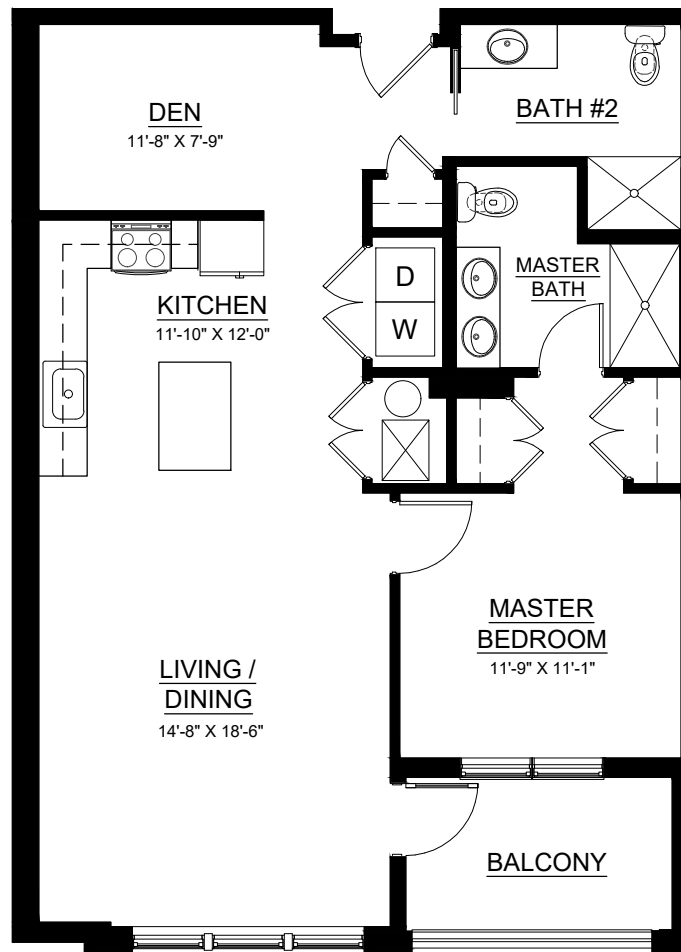 DEN
11'-8" X 7'-9"
BATH #2
MASTER
BATH
D
W
KITCHEN
11'-10" X 12'-0"
MASTER
BEDROOM
11'-9" X 11'-1"
LIVING /
DINING
14'-8" X 18'-6"
BALCONY